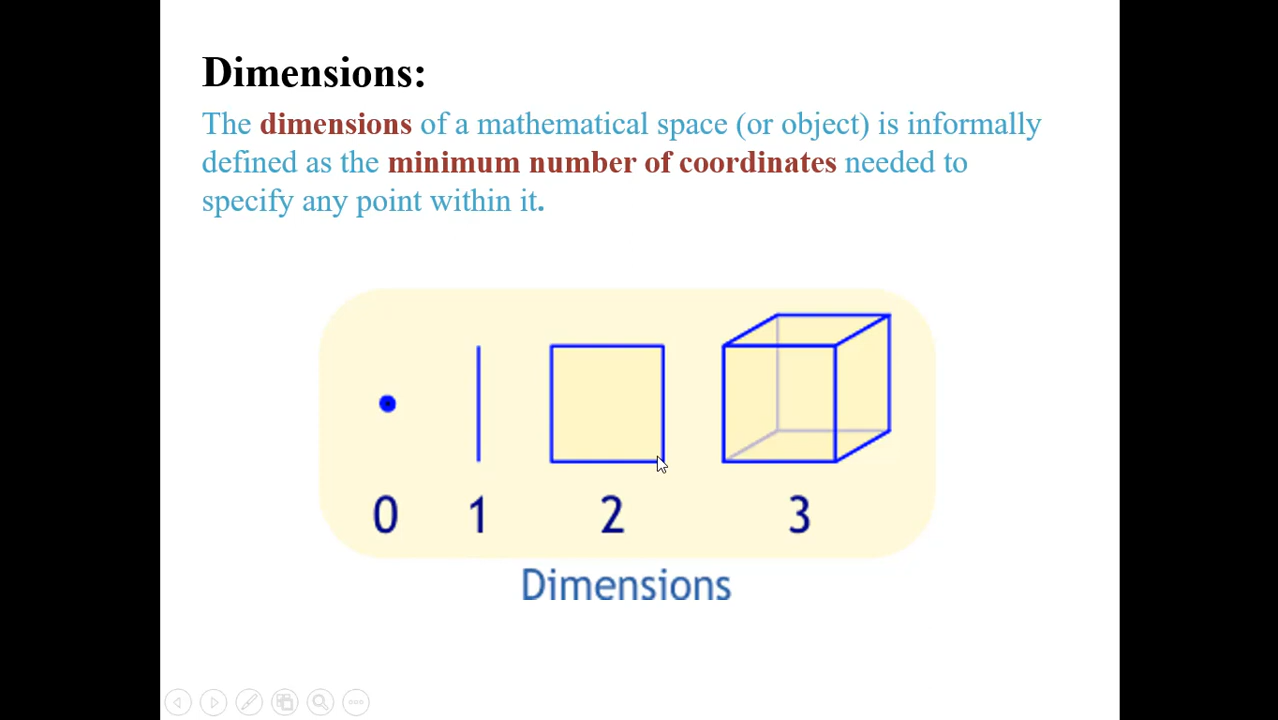 Dimensions:
The dimensions of a mathematical space (or object) is informally
defined as the minimum number of coordinates needed to
specify any point within it.
0 1 2 3
Dimensions